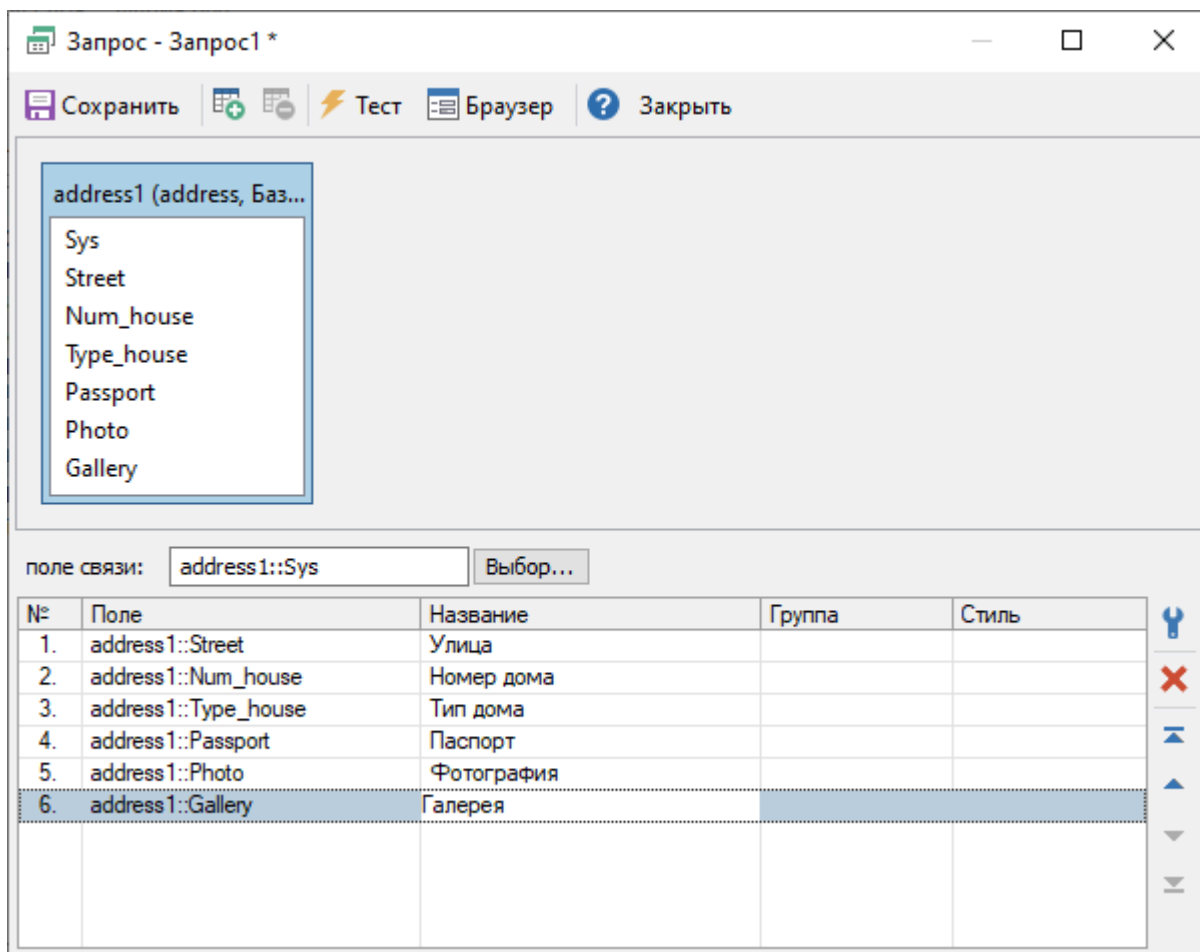 Запрос - Запрос1 *
Сохранить Тест Браузер ? Закрыть
address1 (address, Баз...
Sys
Street
Num_house
Type_house
Passport
Photo
Gallery
поле связи: address1::Sys Выбор...
№ Поле Название Группа Стиль
1. address1::Street Улица
2. address1::Num_house Номер дома
3. address1::Type_house Тип дома
4. address1::Passport Паспорт
5. address1::Photo Фотография
6. address1::Gallery Галерея